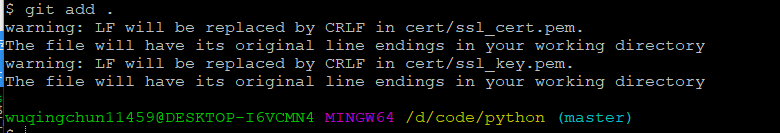 $ git add .
warning: LF will be replaced by CRLF in cert/ssl_cert.pem.
The file will have its original line endings in your working directory
warning: LF will be replaced by CRLF in cert/ssl_key.pem.
The file will have its original line endings in your working directory
wuqingchun11459@DESKTOP-I6VCMN4 MINGW64 /d/code/python (master)